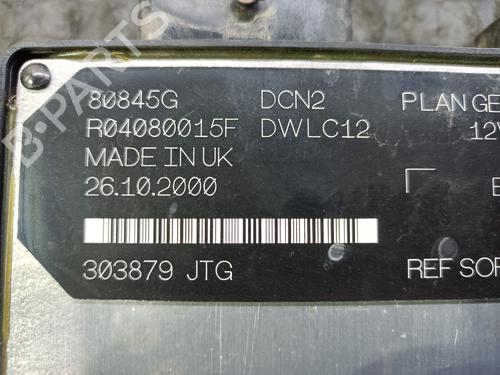 80845G DCN2 PLAN GE
R04080015F DWLC12 12V
MADE IN UK
26.10.2000
303879 JTG REF SOF
B-PARTS